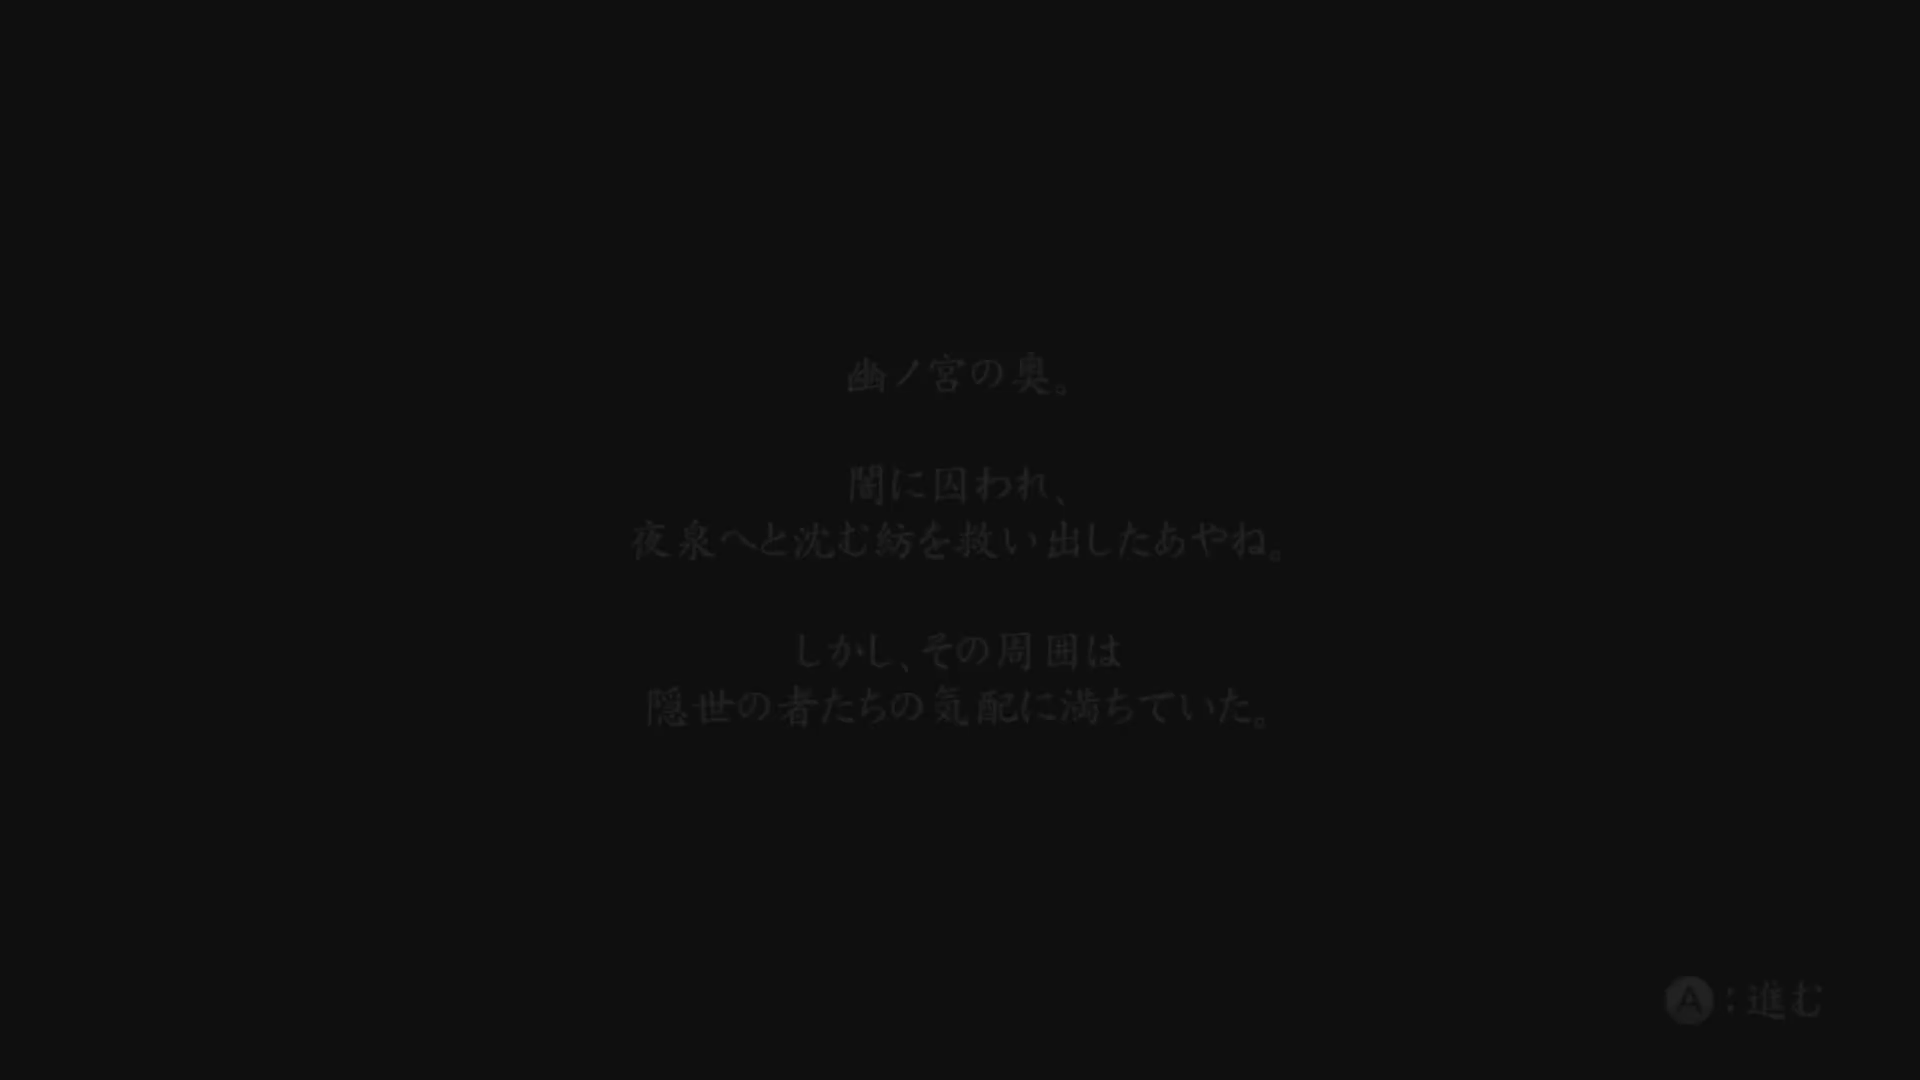 幽ノ宮の奥。
闇に囚われ、
夜泉へと沈む紡を救い出したあやね。
しかし、その周囲は
隠世の者たちの気配に満ちていた。
A：進む